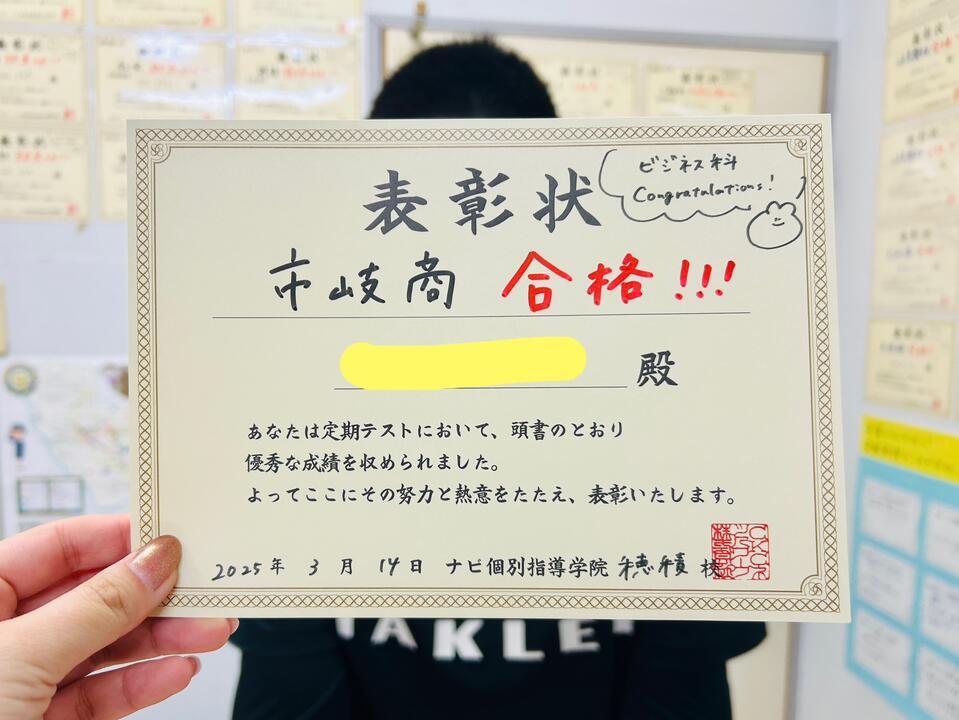 表彰状
ビジネス科
Congratulations!
市岐商 合格!!!
殿
あなたは定期テストにおいて、頭書のとおり
優秀な成績を収められました。
よってここにその努力と熱意をたたえ、表彰いたします。
2025年 3月 14日 ナビ個別指導学院 穂積 校